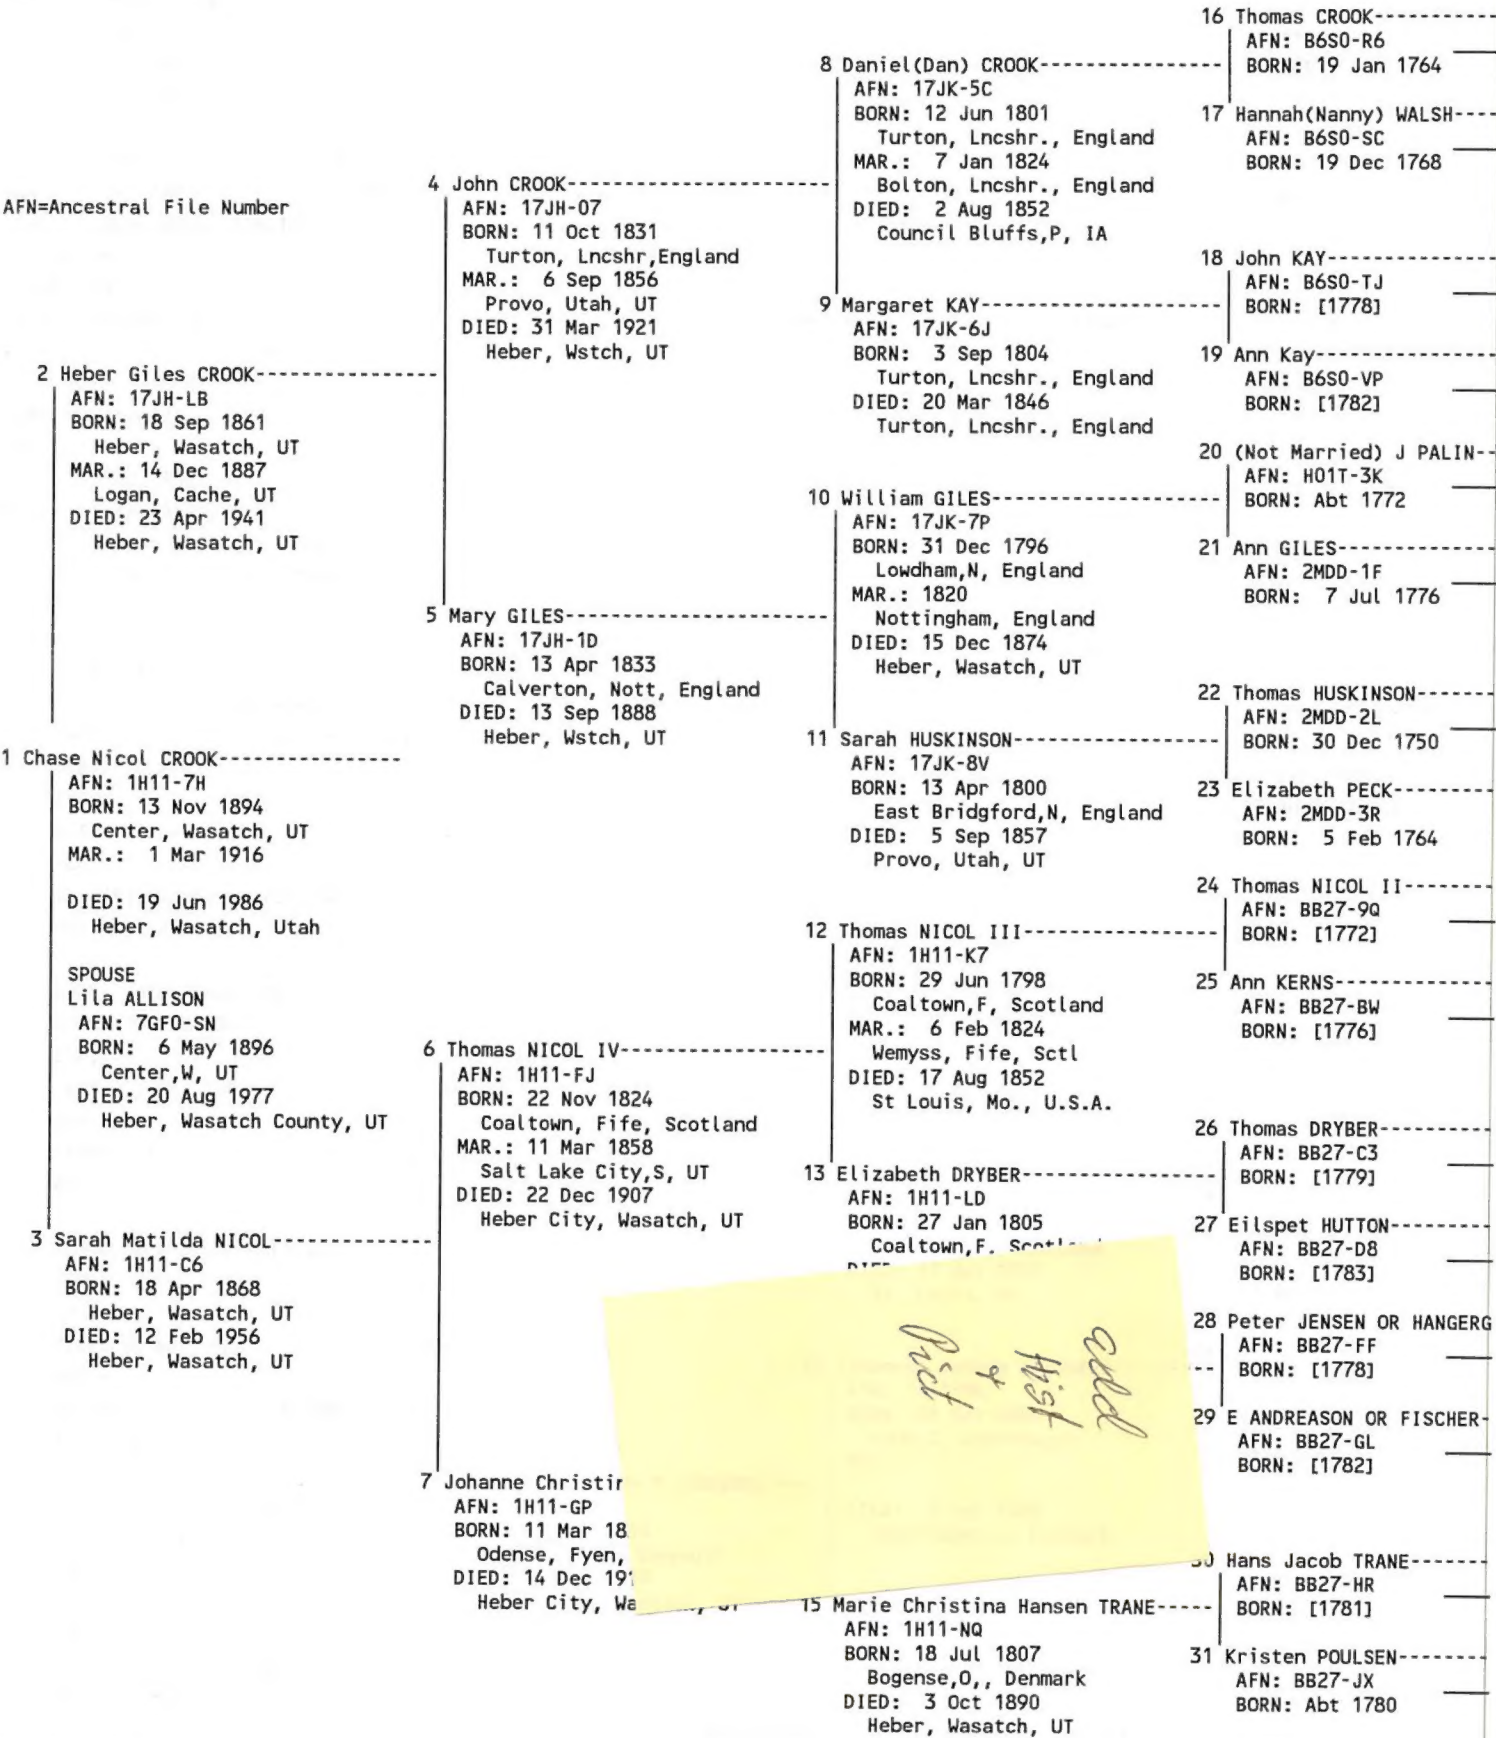 AFN=Ancestral File Number
1 Chase Nicol CROOK
AFN: 1H11-7H
BORN: 13 Nov 1894
Center, Wasatch, UT
MAR.: 1 Mar 1916
DIED: 19 Jun 1986
Heber, Wasatch, Utah
SPOUSE
Lila ALLISON
AFN: 7GF0-SN
BORN: 6 May 1896
Center,W, UT
DIED: 20 Aug 1977
Heber, Wasatch County, UT
2 Heber Giles CROOK
AFN: 17JH-LB
BORN: 18 Sep 1861
Heber, Wasatch, UT
MAR.: 14 Dec 1887
Logan, Cache, UT
DIED: 23 Apr 1941
Heber, Wasatch, UT
3 Sarah Matilda NICOL
AFN: 1H11-C6
BORN: 18 Apr 1868
Heber, Wasatch, UT
DIED: 12 Feb 1956
Heber, Wasatch, UT
4 John CROOK
AFN: 17JH-07
BORN: 11 Oct 1831
Turton, Lncshr,England
MAR.: 6 Sep 1856
Provo, Utah, UT
DIED: 31 Mar 1921
Heber, Wstch, UT
5 Mary GILES
AFN: 17JH-1D
BORN: 13 Apr 1833
Calverton, Nott, England
DIED: 13 Sep 1888
Heber, Wstch, UT
6 Thomas NICOL IV
AFN: 1H11-FJ
BORN: 22 Nov 1824
Coaltown, Fife, Scotland
MAR.: 11 Mar 1858
Salt Lake City,S, UT
DIED: 22 Dec 1907
Heber City, Wasatch, UT
7 Johanne
AFN: 1H11-GP
BORN: 11 Mar
Odense, Fyen,
DIED: 14 Dec
Heber City,
8 Daniel(Dan) CROOK
AFN: 17JK-5C
BORN: 12 Jun 1801
Turton, Lncshr., England
MAR.: 7 Jan 1824
Bolton, Lncshr., England
DIED: 2 Aug 1852
Council Bluffs,P, IA
9 Margaret KAY
AFN: 17JK-6J
BORN: 3 Sep 1804
Turton, Lncshr., England
DIED: 20 Mar 1846
Turton, Lncshr., England
10 William GILES
AFN: 17JK-7P
BORN: 31 Dec 1796
Lowdham,N, England
MAR.: 1820
Nottingham, England
DIED: 15 Dec 1874
Heber, Wasatch, UT
11 Sarah HUSKINSON
AFN: 17JK-8V
BORN: 13 Apr 1800
East Bridgford,N, England
DIED: 5 Sep 1857
Provo, Utah, UT
12 Thomas NICOL III
AFN: 1H11-K7
BORN: 29 Jun 1798
Coaltown,F, Scotland
MAR.: 6 Feb 1824
Wemyss, Fife, Sctl
DIED: 17 Aug 1852
St Louis, Mo., U.S.A.
13 Elizabeth DRYBER
AFN: 1H11-LD
BORN: 27 Jan 1805
Coaltown,F.
add
Hist
+
Pict
15 Marie Christina Hansen TRANE
AFN: 1H11-NQ
BORN: 18 Jul 1807
Bogense,O,, Denmark
DIED: 3 Oct 1890
Heber, Wasatch, UT
16 Thomas CROOK
AFN: B6S0-R6
BORN: 19 Jan 1764
17 Hannah(Nanny) WALSH
AFN: B6S0-SC
BORN: 19 Dec 1768
18 John KAY
AFN: B6S0-TJ
BORN: [1778]
19 Ann Kay
AFN: B6S0-VP
BORN: [1782]
20 (Not Married) J PALIN
AFN: H01T-3K
BORN: Abt 1772
21 Ann GILES
AFN: 2MDD-1F
BORN: 7 Jul 1776
22 Thomas HUSKINSON
AFN: 2MDD-2L
BORN: 30 Dec 1750
23 Elizabeth PECK
AFN: 2MDD-3R
BORN: 5 Feb 1764
24 Thomas NICOL II
AFN: BB27-9Q
BORN: [1772]
25 Ann KERNS
AFN: BB27-BW
BORN: [1776]
26 Thomas DRYBER
AFN: BB27-C3
BORN: [1779]
27 Eilspet HUTTON
AFN: BB27-D8
BORN: [1783]
28 Peter JENSEN OR HANGERG
AFN: BB27-FF
BORN: [1778]
29 E ANDREASON OR FISCHER
AFN: BB27-GL
BORN: [1782]
30 Hans Jacob TRANE
AFN: BB27-HR
BORN: [1781]
31 Kristen POULSEN
AFN: BB27-JX
BORN: Abt 1780